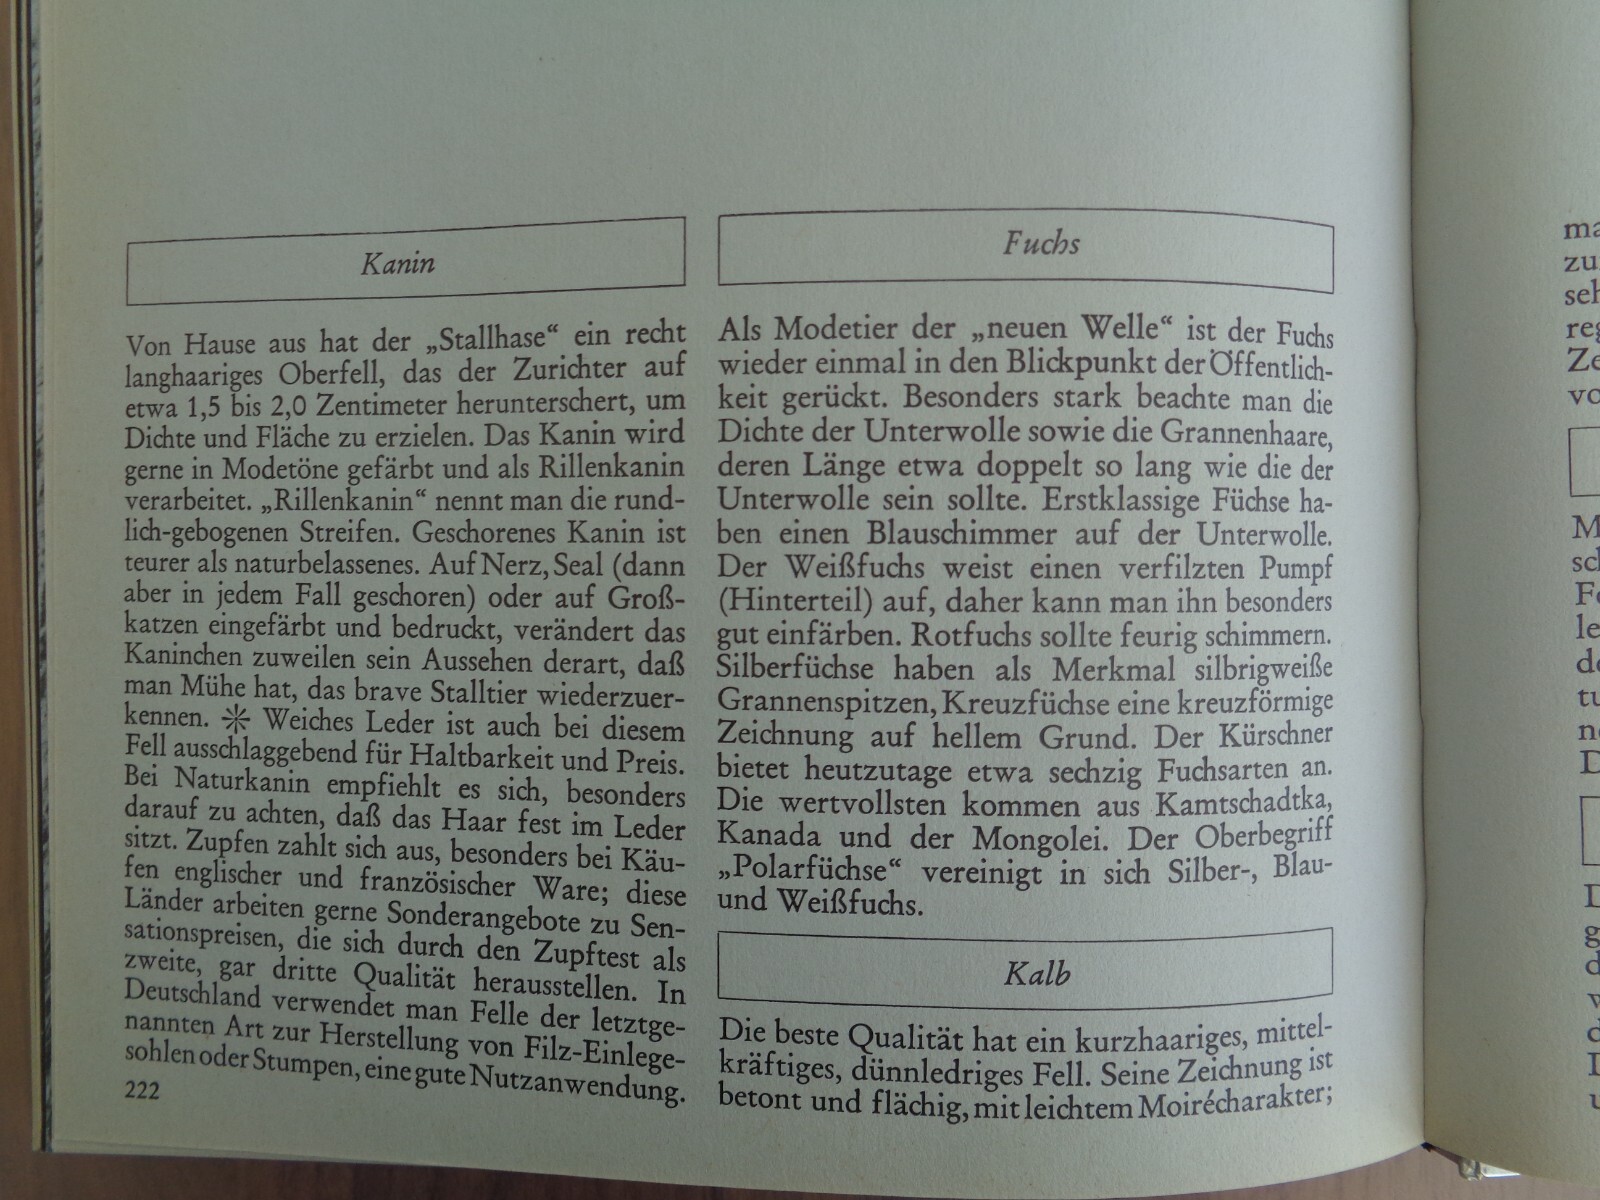 Kanin
Von Hause aus hat der „Stallhase“ ein recht
langhaariges Oberfell, das der Zurichter auf
etwa 1,5 bis 2,0 Zentimeter herunterschert, um
Dichte und Fläche zu erzielen. Das Kanin wird
gerne in Modetöne gefärbt und als Rillenkanin
verarbeitet. „Rillenkanin“ nennt man die rund-
lich-gebogenen Streifen. Geschorenes Kanin ist
teurer als naturbelassenes. Auf Nerz, Seal (dann
aber in jedem Fall geschoren) oder auf Groß-
katzen eingefärbt und bedruckt, verändert das
Kaninchen zuweilen sein Aussehen derart, daß
man Mühe hat, das brave Stalltier wiederzuer-
kennen. ✻ Weiches Leder ist auch bei diesem
Fell ausschlaggebend für Haltbarkeit und Preis.
Bei Naturkanin empfiehlt es sich, besonders
darauf zu achten, daß das Haar fest im Leder
sitzt. Zupfen zahlt sich aus, besonders bei Käu-
fen englischer und französischer Ware; diese
Länder arbeiten gerne Sonderangebote zu Sen-
sationspreisen, die sich durch den Zupftest als
zweite, gar dritte Qualität herausstellen. In
Deutschland verwendet man Felle der letztge-
nannten Art zur Herstellung von Filz-Einlege-
sohlen oder Stumpen, eine gute Nutzanwendung.
222
Fuchs
Als Modetier der „neuen Welle“ ist der Fuchs
wieder einmal in den Blickpunkt der Öffentlich-
keit gerückt. Besonders stark beachte man die
Dichte der Unterwolle sowie die Grannenhaare,
deren Länge etwa doppelt so lang wie die der
Unterwolle sein sollte. Erstklassige Füchse ha-
ben einen Blauschimmer auf der Unterwolle.
Der Weißfuchs weist einen verfilzten Pumpf
(Hinterteil) auf, daher kann man ihn besonders
gut einfärben. Rotfuchs sollte feurig schimmern.
Silberfüchse haben als Merkmal silbrigweiße
Grannenspitzen, Kreuzfüchse eine kreuzförmige
Zeichnung auf hellem Grund. Der Kürschner
bietet heutzutage etwa sechzig Fuchsarten an.
Die wertvollsten kommen aus Kamtschadtka,
Kanada und der Mongolei. Der Oberbegriff
„Polarfüchse“ vereinigt in sich Silber-, Blau-
und Weißfuchs.
Kalb
Die beste Qualität hat ein kurzhaariges, mittel-
kräftiges, dünnledriges Fell. Seine Zeichnung ist
betont und flächig, mit leichtem Moirécharakter;